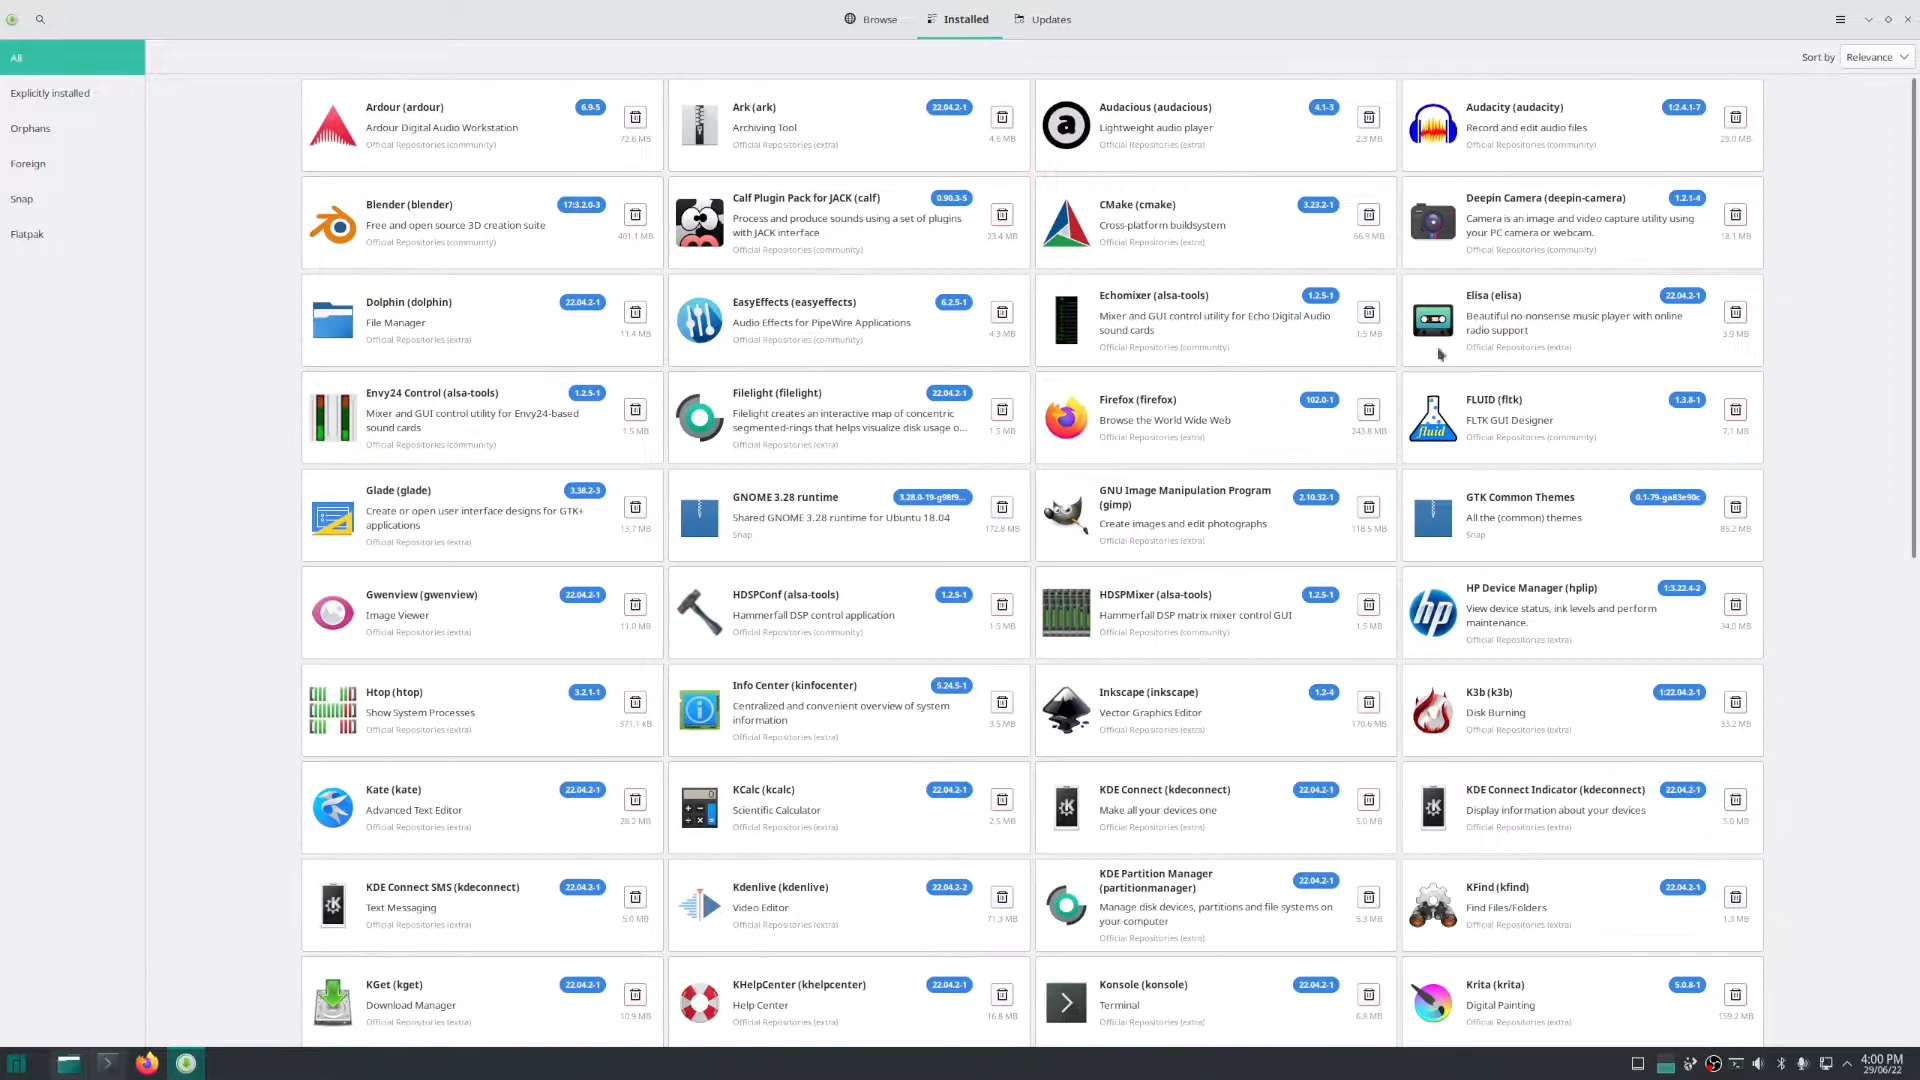 Browse
Installed
Updates
All
Sort by
Relevance
Explicitly installed
Orphans
Foreign
Snap
Flatpak
Ardour (ardour)
6.9-5
Ardour Digital Audio Workstation
Official Repositories (community)
72.6 MB
Ark (ark)
22.04.2-1
Archiving Tool
Official Repositories (extra)
4.6 MB
Audacious (audacious)
4.1-3
Lightweight audio player
Official Repositories (extra)
2.3 MB
Audacity (audacity)
1:2.4.1-7
Record and edit audio files
Official Repositories (community)
29.0 MB
Blender (blender)
17:3.2.0-3
Free and open source 3D creation suite
Official Repositories (community)
401.1 MB
Calf Plugin Pack for JACK (calf)
0.90.3-5
Process and produce sounds using a set of plugins
with JACK interface
Official Repositories (community)
23.4 MB
CMake (cmake)
3.23.2-1
Cross-platform buildsystem
Official Repositories (extra)
66.9 MB
Deepin Camera (deepin-camera)
1.2.1-4
Camera is an image and video capture utility using
your PC camera or webcam.
Official Repositories (community)
18.1 MB
Dolphin (dolphin)
22.04.2-1
File Manager
Official Repositories (extra)
11.4 MB
EasyEffects (easyeffects)
6.2.5-1
Audio Effects for PipeWire Applications
Official Repositories (community)
4.3 MB
Echomixer (alsa-tools)
1.2.5-1
Mixer and GUI control utility for Echo Digital Audio
sound cards
Official Repositories (community)
1.5 MB
Elisa (elisa)
22.04.2-1
Beautiful no-nonsense music player with online
radio support
Official Repositories (extra)
3.9 MB
Envy24 Control (alsa-tools)
1.2.5-1
Mixer and GUI control utility for Envy24-based
sound cards
Official Repositories (community)
1.5 MB
Filelight (filelight)
22.04.2-1
Filelight creates an interactive map of concentric
segmented-rings that helps visualize disk usage o...
Official Repositories (extra)
1.5 MB
Firefox (firefox)
102.0-1
Browse the World Wide Web
Official Repositories (extra)
243.8 MB
fluid
FLUID (fltk)
1.3.8-1
FLTK GUI Designer
Official Repositories (community)
7.1 MB
Glade (glade)
3.38.2-3
Create or open user interface designs for GTK+
applications
Official Repositories (extra)
13.7 MB
GNOME 3.28 runtime
3.28.0-19-g98f9...
Shared GNOME 3.28 runtime for Ubuntu 18.04
Snap
172.8 MB
GNU Image Manipulation Program
(gimp)
2.10.32-1
Create images and edit photographs
Official Repositories (extra)
118.5 MB
GTK Common Themes
0.1-79-ga83e90c
All the (common) themes
Snap
85.2 MB
Gwenview (gwenview)
22.04.2-1
Image Viewer
Official Repositories (extra)
11.0 MB
HDSPConf (alsa-tools)
1.2.5-1
Hammerfall DSP control application
Official Repositories (community)
1.5 MB
HDSPMixer (alsa-tools)
1.2.5-1
Hammerfall DSP matrix mixer control GUI
Official Repositories (community)
1.5 MB
hp
HP Device Manager (hplip)
1:3.22.4-2
View device status, ink levels and perform
maintenance.
Official Repositories (extra)
34.0 MB
Htop (htop)
3.2.1-1
Show System Processes
Official Repositories (extra)
371.1 kB
Info Center (kinfocenter)
5.24.5-1
Centralized and convenient overview of system
information
Official Repositories (extra)
3.5 MB
Inkscape (inkscape)
1.2-4
Vector Graphics Editor
Official Repositories (extra)
170.6 MB
K3b (k3b)
1:22.04.2-1
Disk Burning
Official Repositories (extra)
33.2 MB
Kate (kate)
22.04.2-1
Advanced Text Editor
Official Repositories (extra)
28.2 MB
KCalc (kcalc)
22.04.2-1
Scientific Calculator
Official Repositories (extra)
2.5 MB
KDE Connect (kdeconnect)
22.04.2-1
Make all your devices one
Official Repositories (extra)
5.0 MB
KDE Connect Indicator (kdeconnect)
22.04.2-1
Display information about your devices
Official Repositories (extra)
5.0 MB
KDE Connect SMS (kdeconnect)
22.04.2-1
Text Messaging
Official Repositories (extra)
5.0 MB
Kdenlive (kdenlive)
22.04.2-2
Video Editor
Official Repositories (extra)
71.3 MB
KDE Partition Manager
(partitionmanager)
22.04.2-1
Manage disk devices, partitions and file systems on
your computer
Official Repositories (extra)
5.3 MB
KFind (kfind)
22.04.2-1
Find Files/Folders
Official Repositories (extra)
1.3 MB
KGet (kget)
22.04.2-1
Download Manager
Official Repositories (extra)
10.9 MB
KHelpCenter (khelpcenter)
22.04.2-1
Help Center
Official Repositories (extra)
16.8 MB
Konsole (konsole)
22.04.2-1
Terminal
Official Repositories (extra)
6.8 MB
Krita (krita)
5.0.8-1
Digital Painting
Official Repositories (extra)
159.2 MB
4:00 PM
29/06/22